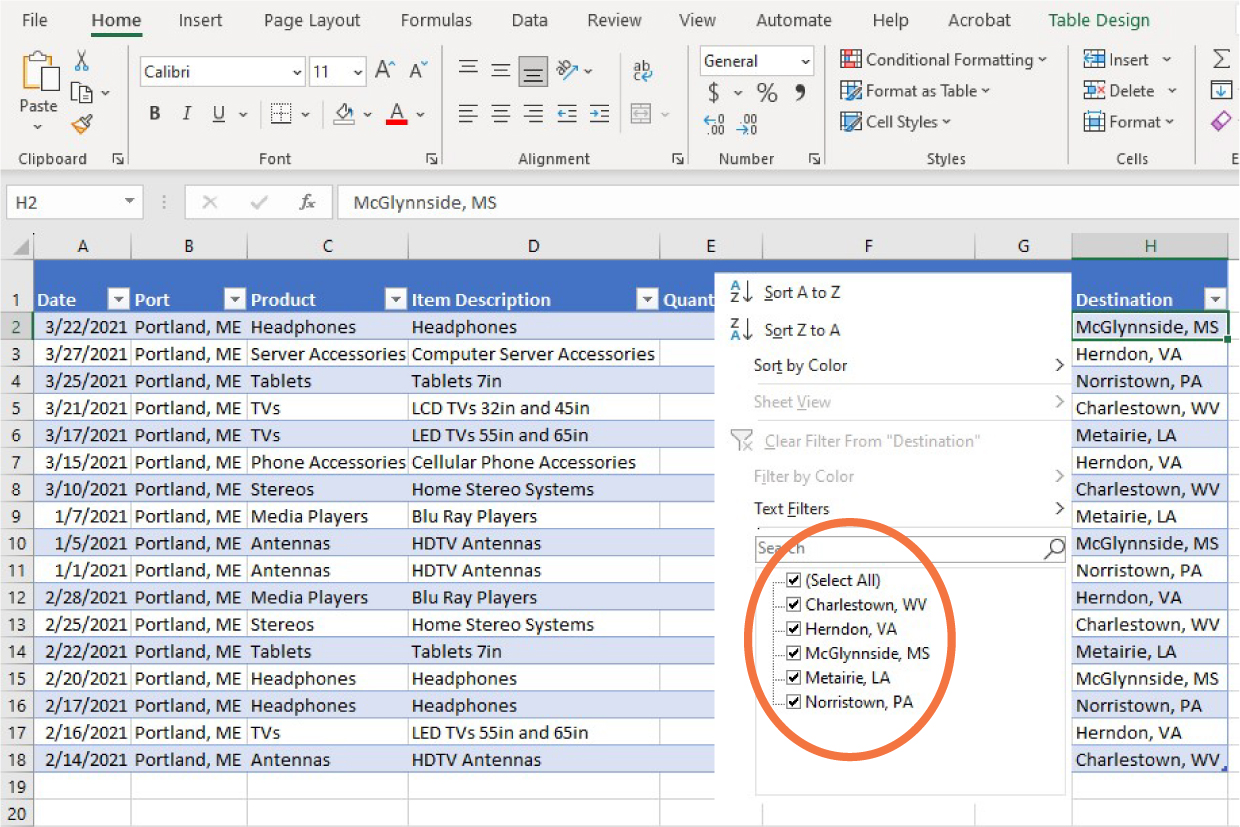 File Home Insert Page Layout Formulas Data Review View Automate Help Acrobat Table Design
Paste
Calibri 11
B I U A
ab
General
$ % 9
.00 .00
Conditional Formatting
Format as Table
Cell Styles
Insert
Delete
Format
Clipboard Font Alignment Number Styles Cells
H2 fx McGlynnside, MS
A B C D E F G H
1 Date Port Product Item Description Quant Destination
2 3/22/2021 Portland, ME Headphones Headphones McGlynnside, MS
3 3/27/2021 Portland, ME Server Accessories Computer Server Accessories Herndon, VA
4 3/25/2021 Portland, ME Tablets Tablets 7in Norristown, PA
5 3/21/2021 Portland, ME TVs LCD TVs 32in and 45in Charlestown, WV
6 3/17/2021 Portland, ME TVs LED TVs 55in and 65in Metairie, LA
7 3/15/2021 Portland, ME Phone Accessories Cellular Phone Accessories Herndon, VA
8 3/10/2021 Portland, ME Stereos Home Stereo Systems Charlestown, WV
9 1/7/2021 Portland, ME Media Players Blu Ray Players Metairie, LA
10 1/5/2021 Portland, ME Antennas HDTV Antennas McGlynnside, MS
11 1/1/2021 Portland, ME Antennas HDTV Antennas Norristown, PA
12 2/28/2021 Portland, ME Media Players Blu Ray Players Herndon, VA
13 2/25/2021 Portland, ME Stereos Home Stereo Systems Charlestown, WV
14 2/22/2021 Portland, ME Tablets Tablets 7in Metairie, LA
15 2/20/2021 Portland, ME Headphones Headphones McGlynnside, MS
16 2/17/2021 Portland, ME Headphones Headphones Norristown, PA
17 2/16/2021 Portland, ME TVs LED TVs 55in and 65in Herndon, VA
18 2/14/2021 Portland, ME Antennas HDTV Antennas Charlestown, WV
19
20
Sort A to Z
Sort Z to A
Sort by Color
Sheet View
Clear Filter From "Destination"
Filter by Color
Text Filters
Search
(Select All)
Charlestown, WV
Herndon, VA
McGlynnside, MS
Metairie, LA
Norristown, PA